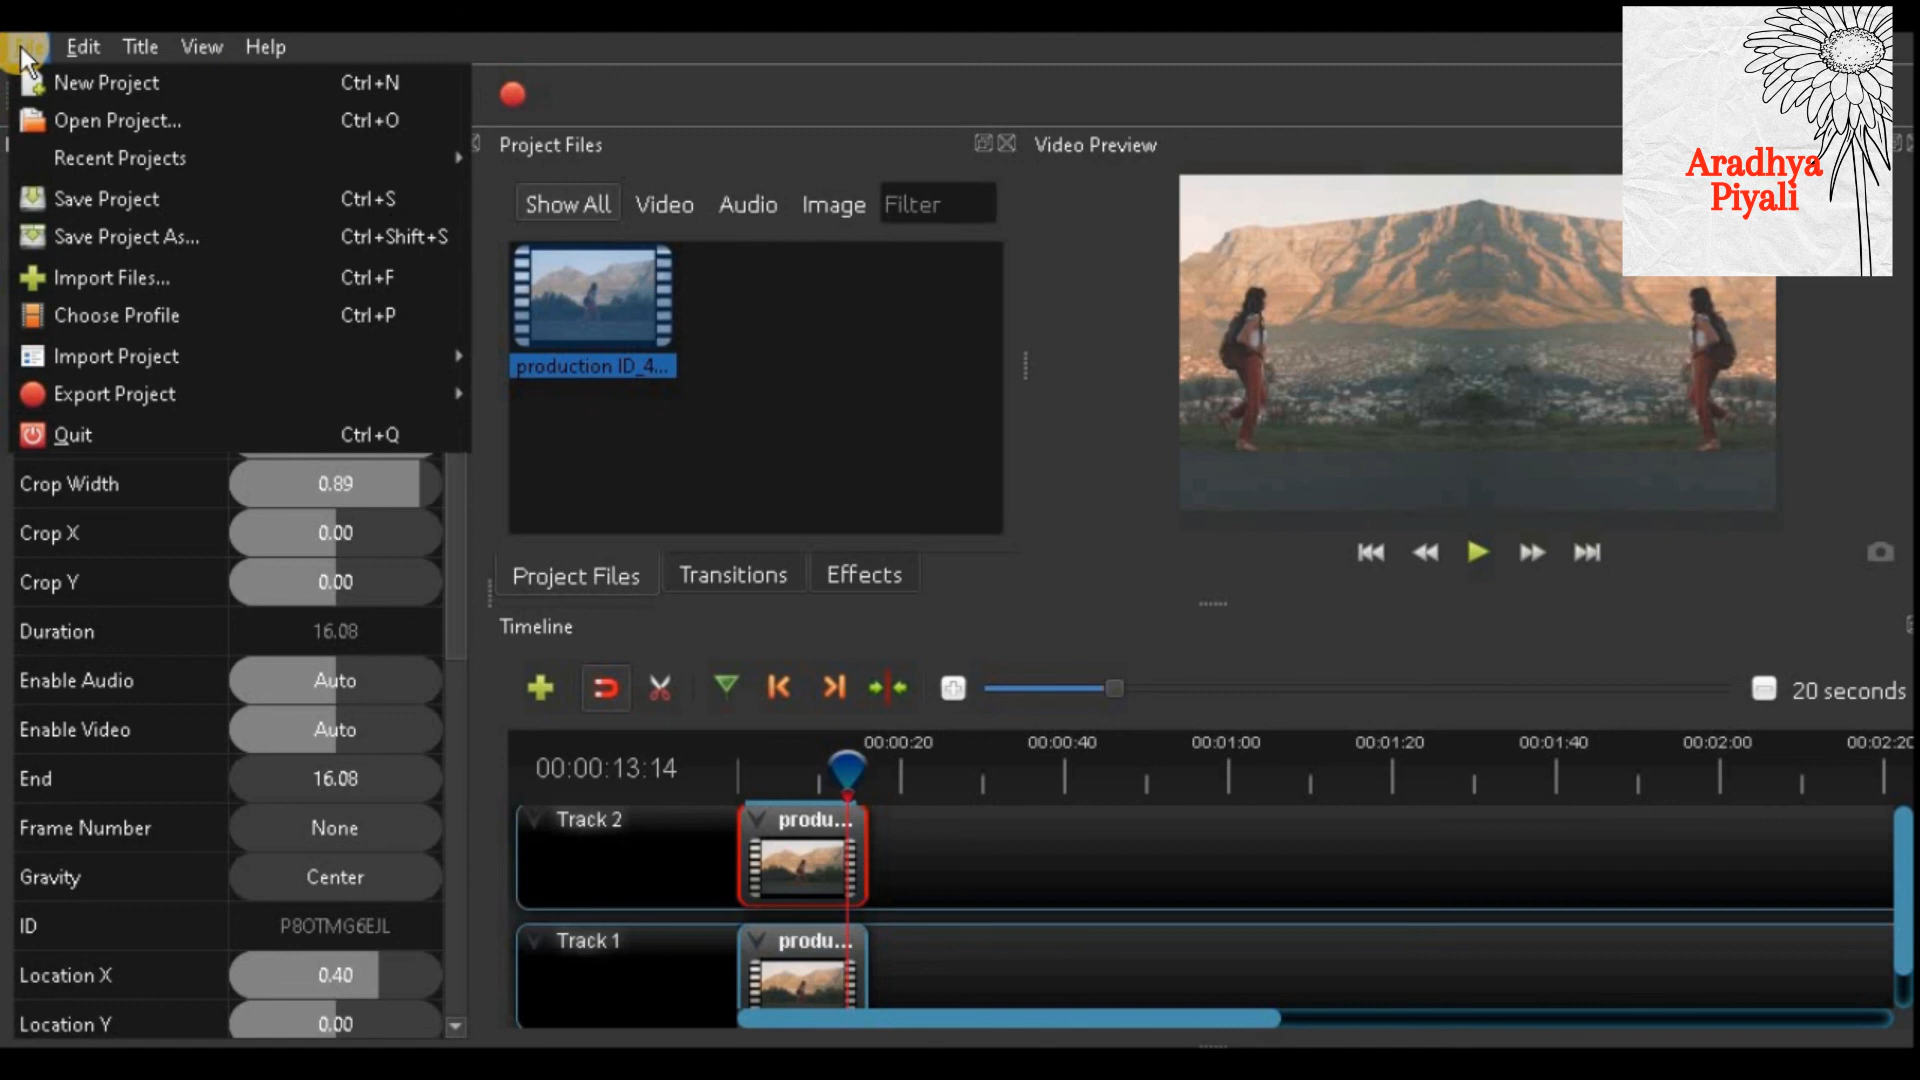 File Edit Title View Help
New Project Ctrl+N
Open Project... Ctrl+O
Recent Projects
Save Project Ctrl+S
Save Project As... Ctrl+Shift+S
Import Files... Ctrl+F
Choose Profile Ctrl+P
Import Project
Export Project
Quit Ctrl+Q
Crop Width 0.89
Crop X 0.00
Crop Y 0.00
Duration 16.08
Enable Audio Auto
Enable Video Auto
End 16.08
Frame Number None
Gravity Center
ID P8OTMG6EJL
Location X 0.40
Location Y 0.00
Project Files
Show All Video Audio Image Filter
production ID_4...
Project Files Transitions Effects
Video Preview
Aradhya
Piyali
Timeline
20 seconds
00:00:13:14
00:00:20 00:00:40 00:01:00 00:01:20 00:01:40 00:02:00 00:02:20
Track 2 produ...
Track 1 produ...